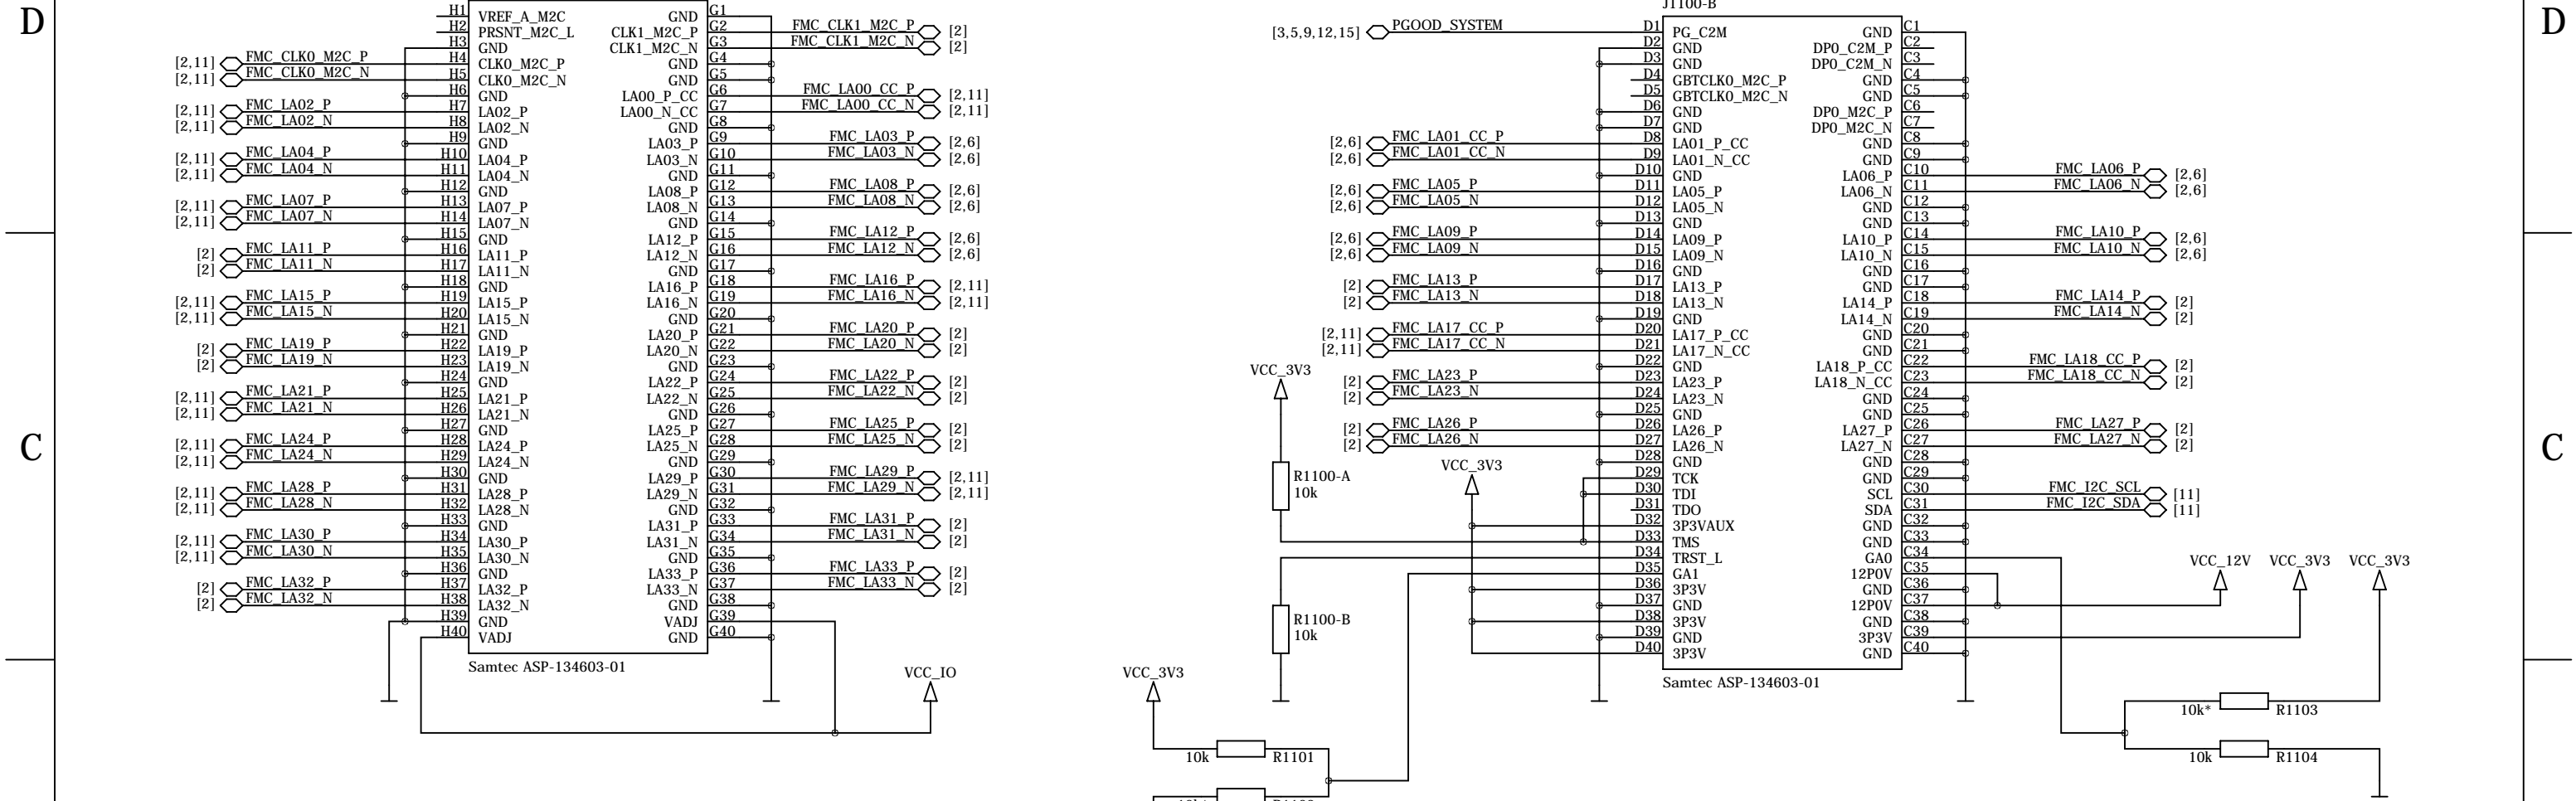 D
D
J1100-B
H1 VREF_A_M2C GND G1
H2 PRSNT_M2C_L CLK1_M2C_P G2 FMC_CLK1_M2C_P [2]
H3 GND CLK1_M2C_N G3 FMC_CLK1_M2C_N [2]
[2,11] FMC_CLK0_M2C_P H4 CLK0_M2C_P GND G4
[2,11] FMC_CLK0_M2C_N H5 CLK0_M2C_N GND G5
H6 GND LA00_P_CC G6 FMC_LA00_CC_P [2,11]
[2,11] FMC_LA02_P H7 LA02_P LA00_N_CC G7 FMC_LA00_CC_N [2,11]
[2,11] FMC_LA02_N H8 LA02_N GND G8
H9 GND LA03_P G9 FMC_LA03_P [2,6]
[2,11] FMC_LA04_P H10 LA04_P LA03_N G10 FMC_LA03_N [2,6]
[2,11] FMC_LA04_N H11 LA04_N GND G11
H12 GND LA08_P G12 FMC_LA08_P [2,6]
[2,11] FMC_LA07_P H13 LA07_P LA08_N G13 FMC_LA08_N [2,6]
[2,11] FMC_LA07_N H14 LA07_N GND G14
H15 GND LA12_P G15 FMC_LA12_P [2,6]
[2] FMC_LA11_P H16 LA11_P LA12_N G16 FMC_LA12_N [2,6]
[2] FMC_LA11_N H17 LA11_N GND G17
H18 GND LA16_P G18 FMC_LA16_P [2,11]
[2,11] FMC_LA15_P H19 LA15_P LA16_N G19 FMC_LA16_N [2,11]
[2,11] FMC_LA15_N H20 LA15_N GND G20
H21 GND LA20_P G21 FMC_LA20_P [2]
[2] FMC_LA19_P H22 LA19_P LA20_N G22 FMC_LA20_N [2]
[2] FMC_LA19_N H23 LA19_N GND G23
H24 GND LA22_P G24 FMC_LA22_P [2]
[2,11] FMC_LA21_P H25 LA21_P LA22_N G25 FMC_LA22_N [2]
[2,11] FMC_LA21_N H26 LA21_N GND G26
H27 GND LA25_P G27 FMC_LA25_P [2]
[2,11] FMC_LA24_P H28 LA24_P LA25_N G28 FMC_LA25_N [2]
[2,11] FMC_LA24_N H29 LA24_N GND G29
H30 GND LA29_P G30 FMC_LA29_P [2,11]
[2,11] FMC_LA28_P H31 LA28_P LA29_N G31 FMC_LA29_N [2,11]
[2,11] FMC_LA28_N H32 LA28_N GND G32
H33 GND LA31_P G33 FMC_LA31_P [2]
[2,11] FMC_LA30_P H34 LA30_P LA31_N G34 FMC_LA31_N [2]
[2,11] FMC_LA30_N H35 LA30_N GND G35
H36 GND LA33_P G36 FMC_LA33_P [2]
[2] FMC_LA32_P H37 LA32_P LA33_N G37 FMC_LA33_N [2]
[2] FMC_LA32_N H38 LA32_N GND G38
H39 GND VADJ G39
H40 VADJ GND G40
Samtec ASP-134603-01
VCC_IO
[3,5,9,12,15] PGOOD_SYSTEM D1 PG_C2M GND C1
D2 GND DP0_C2M_P C2
D3 GND DP0_C2M_N C3
D4 GBTCLK0_M2C_P GND C4
D5 GBTCLK0_M2C_N GND C5
D6 GND DP0_M2C_P C6
D7 GND DP0_M2C_N C7
[2,6] FMC_LA01_CC_P D8 LA01_P_CC GND C8
[2,6] FMC_LA01_CC_N D9 LA01_N_CC GND C9
D10 GND LA06_P C10 FMC_LA06_P [2,6]
[2,6] FMC_LA05_P D11 LA05_P LA06_N C11 FMC_LA06_N [2,6]
[2,6] FMC_LA05_N D12 LA05_N GND C12
D13 GND GND C13
[2,6] FMC_LA09_P D14 LA09_P LA10_P C14 FMC_LA10_P [2,6]
[2,6] FMC_LA09_N D15 LA09_N LA10_N C15 FMC_LA10_N [2,6]
D16 GND GND C16
[2] FMC_LA13_P D17 LA13_P GND C17
[2] FMC_LA13_N D18 LA13_N LA14_P C18 FMC_LA14_P [2]
D19 GND LA14_N C19 FMC_LA14_N [2]
[2,11] FMC_LA17_CC_P D20 LA17_P_CC GND C20
[2,11] FMC_LA17_CC_N D21 LA17_N_CC GND C21
D22 GND LA18_P_CC C22 FMC_LA18_CC_P [2]
VCC_3V3
[2] FMC_LA23_P D23 LA23_P LA18_N_CC C23 FMC_LA18_CC_N [2]
[2] FMC_LA23_N D24 LA23_N GND C24
D25 GND GND C25
[2] FMC_LA26_P D26 LA26_P LA27_P C26 FMC_LA27_P [2]
[2] FMC_LA26_N D27 LA26_N LA27_N C27 FMC_LA27_N [2]
C
C
VCC_3V3 D28 GND GND C28
R1100-A D29 TCK GND C29
10k D30 TDI SCL C30 FMC_I2C_SCL [11]
D31 TDO SDA C31 FMC_I2C_SDA [11]
D32 3P3VAUX GND C32
D33 TMS GND C33
D34 TRST_L GA0 C34
D35 GA1 12P0V C35
VCC_12V VCC_3V3 VCC_3V3
D36 3P3V GND C36
D37 GND 12P0V C37
R1100-B D38 3P3V GND C38
10k D39 GND 3P3V C39
D40 3P3V GND C40
Samtec ASP-134603-01
VCC_3V3
10k* R1103
10k R1101
10k R1104